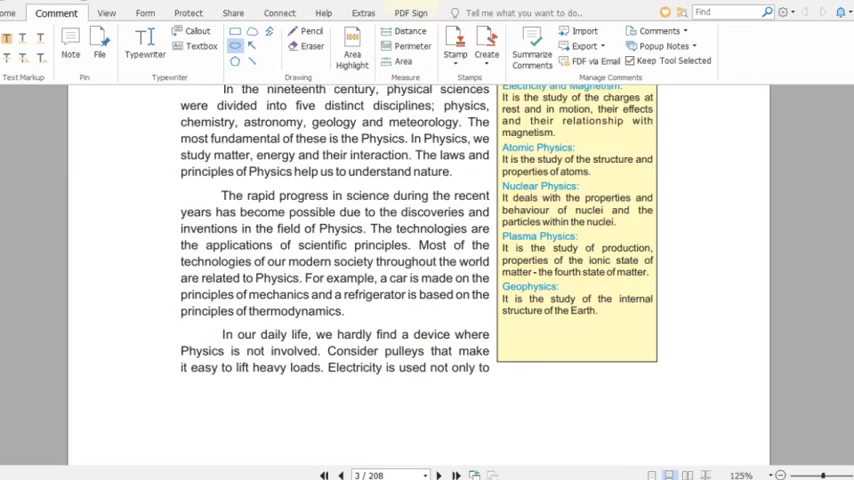 ome
Comment
View
Form
Protect
Share
Connect
Help
Extras
PDF Sign
Tell me what you want to do...
Find
Note
File
Typewriter
Callout
Textbox
Pencil
Eraser
Area
Highlight
Distance
Perimeter
Area
Stamp
Create
Summarize
Comments
Import
Export
FDF via Email
Comments
Popup Notes
Keep Tool Selected
Text Markup
Pin
Typewriter
Drawing
Measure
Stamps
Manage Comments
In the nineteenth century, physical sciences
were divided into five distinct disciplines; physics,
chemistry, astronomy, geology and meteorology. The
most fundamental of these is the Physics. In Physics, we
study matter, energy and their interaction. The laws and
principles of Physics help us to understand nature.
The rapid progress in science during the recent
years has become possible due to the discoveries and
inventions in the field of Physics. The technologies are
the applications of scientific principles. Most of the
technologies of our modern society throughout the world
are related to Physics. For example, a car is made on the
principles of mechanics and a refrigerator is based on the
principles of thermodynamics.
In our daily life, we hardly find a device where
Physics is not involved. Consider pulleys that make
it easy to lift heavy loads. Electricity is used not only to
Electricity and Magnetism:
It is the study of the charges at
rest and in motion, their effects
and their relationship with
magnetism.
Atomic Physics:
It is the study of the structure and
properties of atoms.
Nuclear Physics:
It deals with the properties and
behaviour of nuclei and the
particles within the nuclei.
Plasma Physics:
It is the study of production,
properties of the ionic state of
matter - the fourth state of matter.
Geophysics:
It is the study of the internal
structure of the Earth.
3 / 208
125%